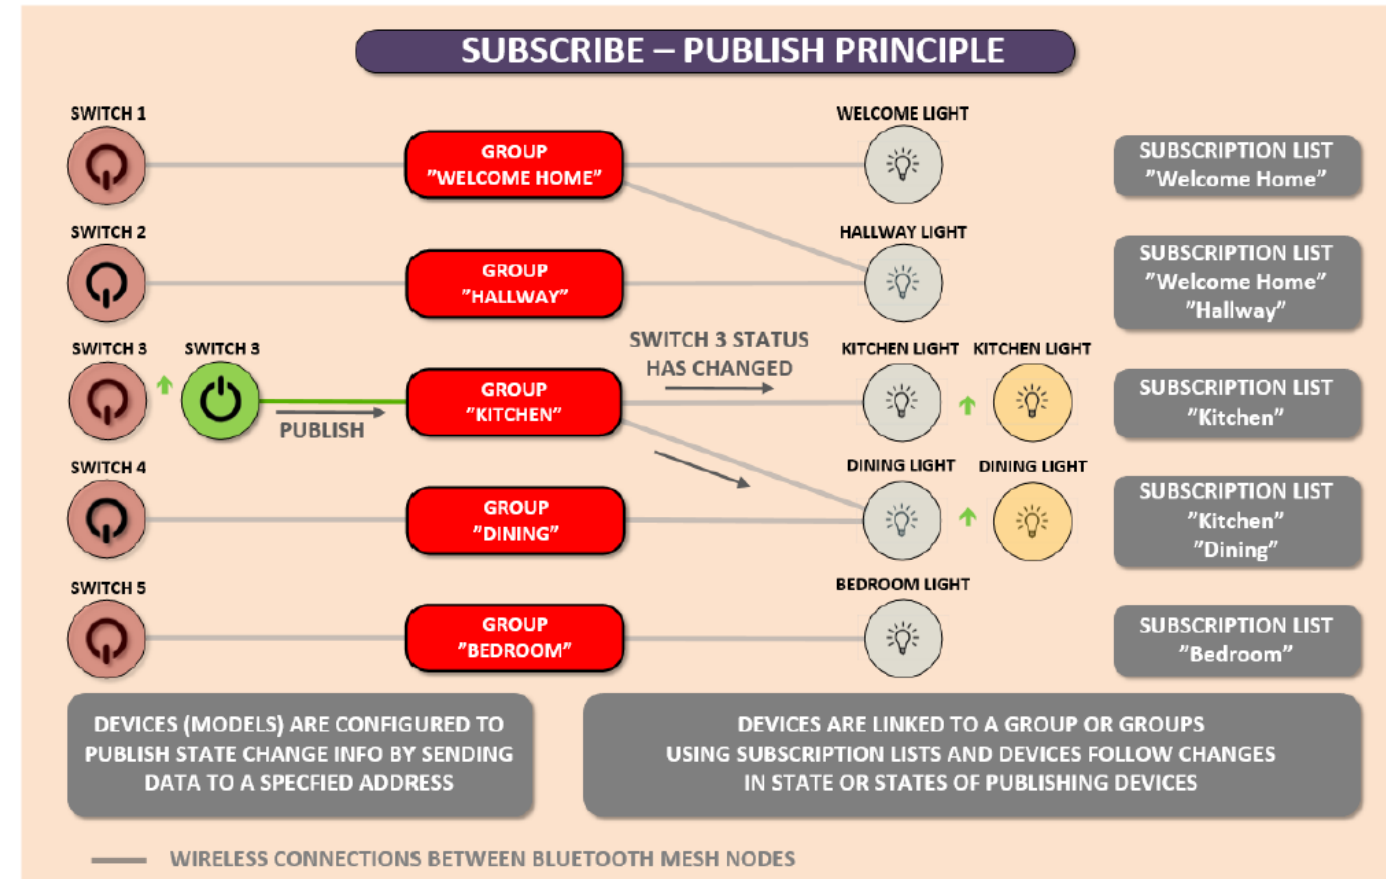 SUBSCRIBE – PUBLISH PRINCIPLE
SWITCH 1
WELCOME LIGHT
GROUP
"WELCOME HOME"
SUBSCRIPTION LIST
"Welcome Home"
SWITCH 2
HALLWAY LIGHT
GROUP
"HALLWAY"
SUBSCRIPTION LIST
"Welcome Home"
"Hallway"
SWITCH 3
SWITCH 3
PUBLISH
GROUP
"KITCHEN"
SWITCH 3 STATUS
HAS CHANGED
KITCHEN LIGHT
KITCHEN LIGHT
SUBSCRIPTION LIST
"Kitchen"
SWITCH 4
GROUP
"DINING"
DINING LIGHT
DINING LIGHT
SUBSCRIPTION LIST
"Kitchen"
"Dining"
SWITCH 5
GROUP
"BEDROOM"
BEDROOM LIGHT
SUBSCRIPTION LIST
"Bedroom"
DEVICES (MODELS) ARE CONFIGURED TO
PUBLISH STATE CHANGE INFO BY SENDING
DATA TO A SPECFIED ADDRESS
DEVICES ARE LINKED TO A GROUP OR GROUPS
USING SUBSCRIPTION LISTS AND DEVICES FOLLOW CHANGES
IN STATE OR STATES OF PUBLISHING DEVICES
WIRELESS CONNECTIONS BETWEEN BLUETOOTH MESH NODES